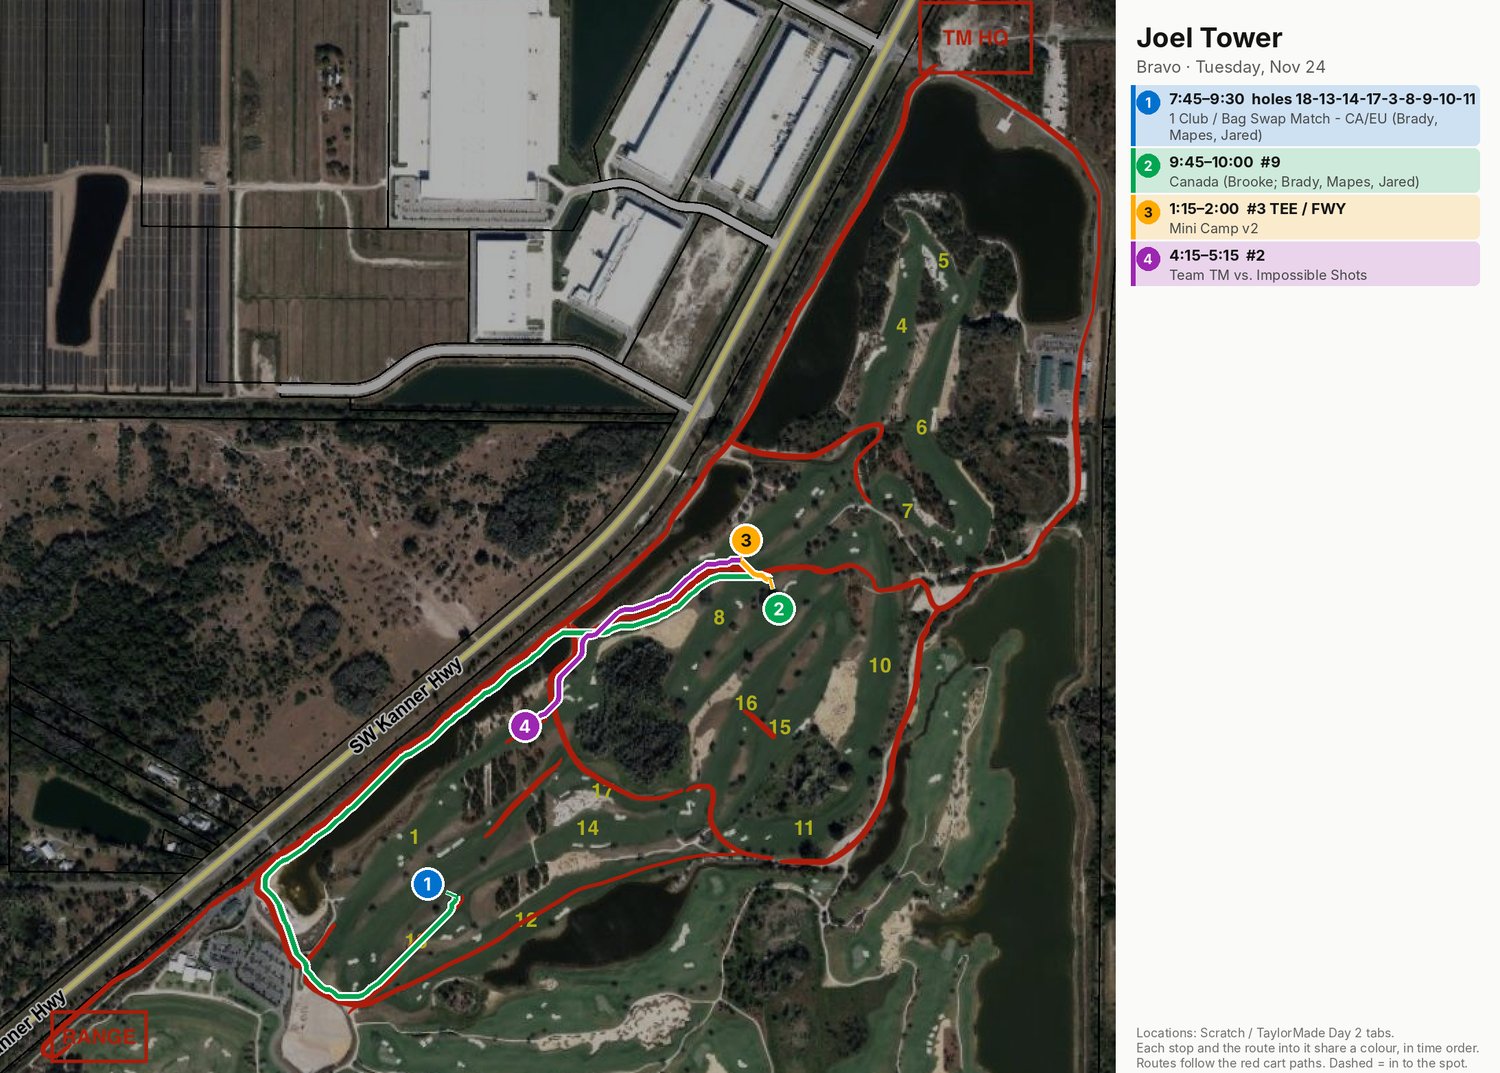 Joel Tower
Bravo · Tuesday, Nov 24
1 7:45–9:30 holes 18-13-14-17-3-8-9-10-11
1 Club / Bag Swap Match - CA/EU (Brady,
Mapes, Jared)
2 9:45–10:00 #9
Canada (Brooke; Brady, Mapes, Jared)
3 1:15–2:00 #3 TEE / FWY
Mini Camp v2
4 4:15–5:15 #2
Team TM vs. Impossible Shots
TM HQ
5
4
6
7
3
2
8
10
16
15
4
17
14
11
1
1
12
SW Kanner Hwy
nner Hwy
RANGE
Locations: Scratch / TaylorMade Day 2 tabs.
Each stop and the route into it share a colour, in time order.
Routes follow the red cart paths. Dashed = in to the spot.